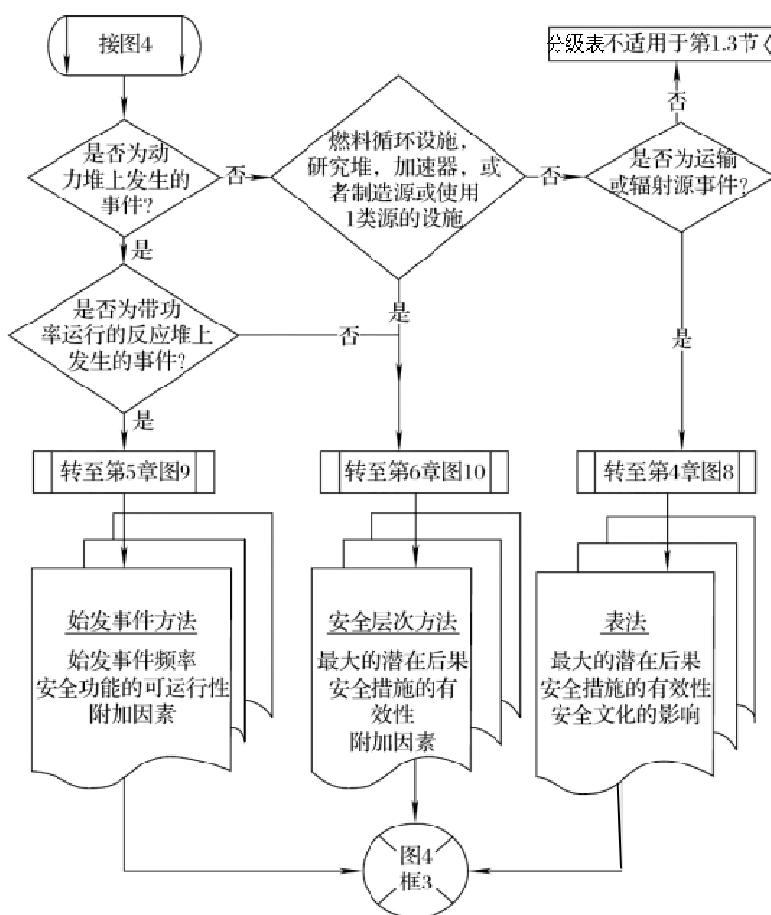 接图4
分级表不适用于第1.3节
否
是否为动
力堆上发生的
事件?
否
燃料循环设施,
研究堆,加速器,或
者制造源或使用
1类源的设施
否
是否为运输
或辐射源事件?
是
是否为带功
率运行的反应堆上
发生的事件?
否
是
是
是
转至第5章图9
转至第6章图10
转至第4章图8
始发事件方法
始发事件频率
安全功能的可运行性
附加因素
安全层次方法
最大的潜在后果
安全措施的有
效性
附加因素
表法
最大的潜在后果
安全措施的有效性
安全文化的影响
图4
框3